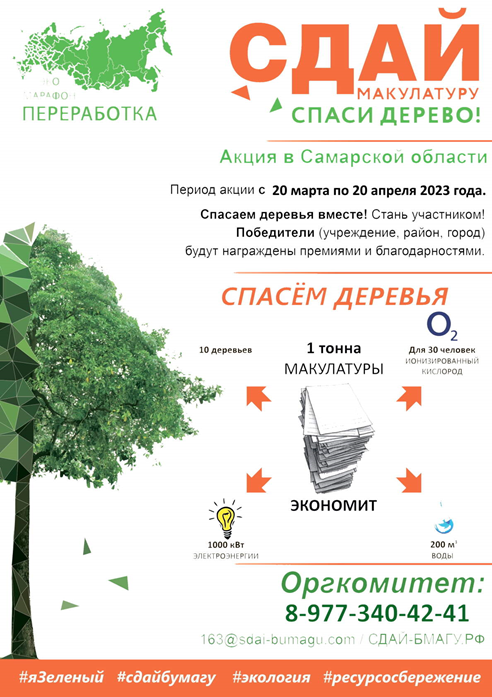 ПЕРЕРАБОТКА
СДАЙ
МАКУЛАТУРУ
СПАСИ ДЕРЕВО!
Акция в Самарской области
Период акции с 20 марта по 20 апреля 2023 года.
Спасаем деревья вместе! Стань участником!
Победители (учреждение, район, город)
будут награждены премиями и благодарностями.
СПАСЁМ ДЕРЕВЬЯ
O2
10 деревьев
1 тонна
МАКУЛАТУРЫ
Для 30 человек
ИОНИЗИРОВАННЫЙ
КИСЛОРОД
ЭКОНОМИТ
1000 кВт
ЭЛЕКТРОЭНЕРГИИ
200 м³
ВОДЫ
Оргкомитет:
8-977-340-42-41
163@sdai-bumagu.com / СДАЙ-БМАГУ.РФ
#яЗеленый #сдайбумагу #экология #ресурсосбережение